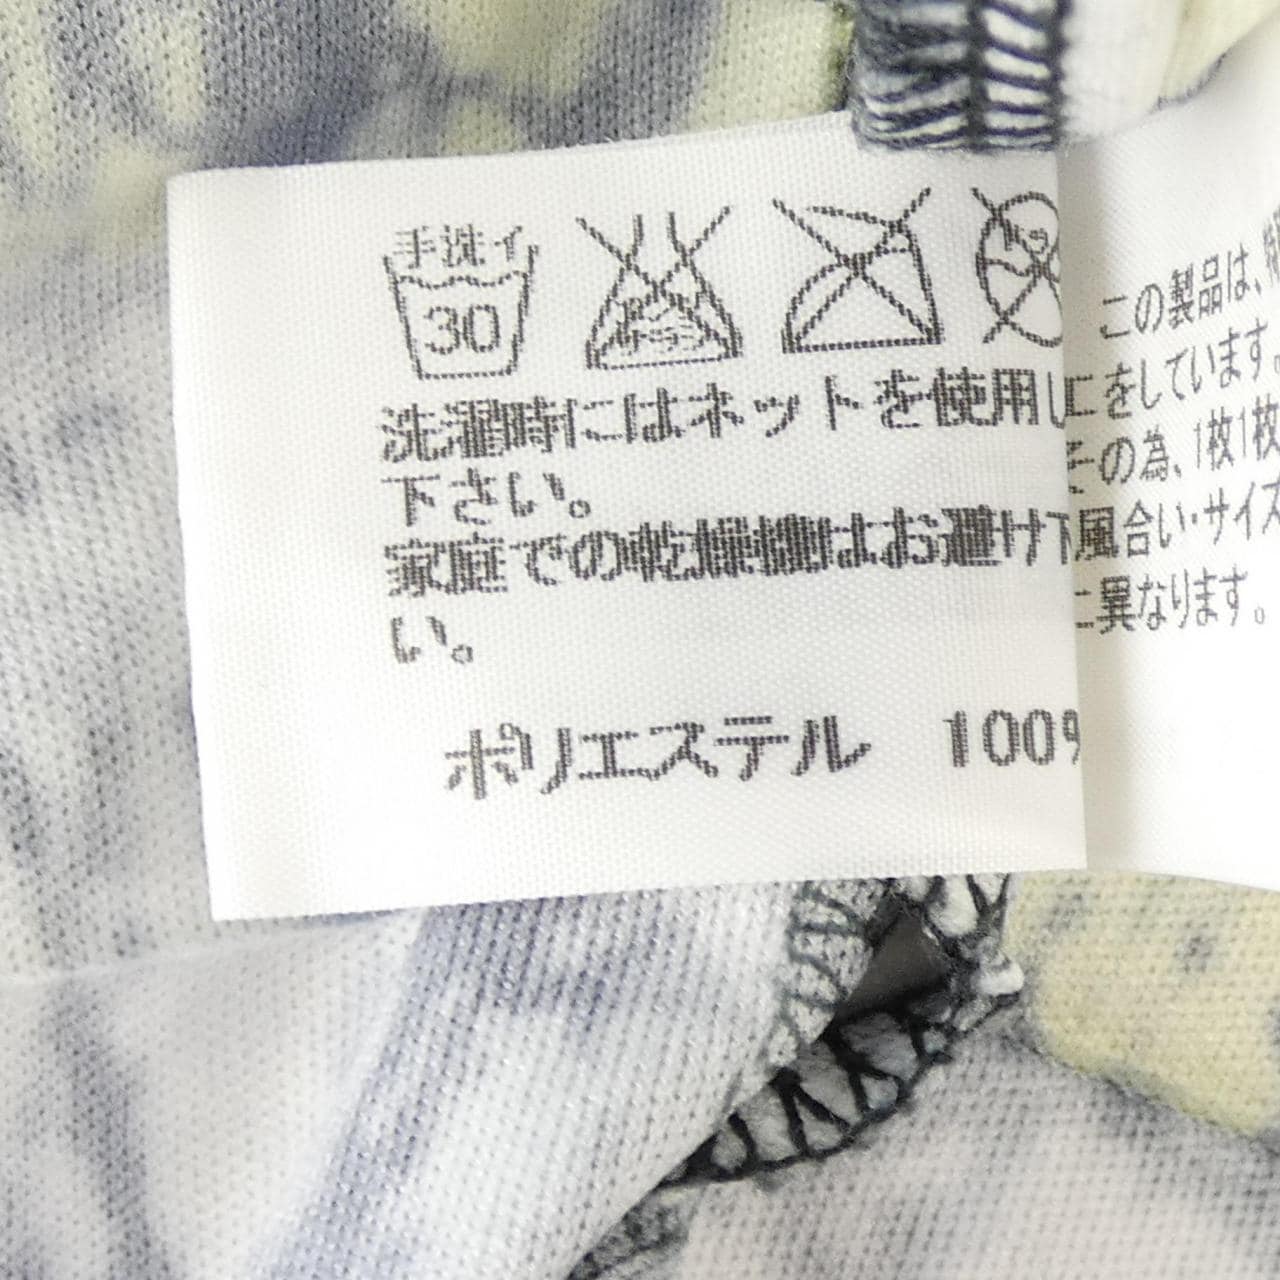 手洗イ
30
洗濯時にはネットを使用し
下さい。
家庭での乾燥機はお避け下
い。
ポリエステル 100%
この製品は、特
をしています。
の為、1枚1枚
風合い・サイズ
異なります。